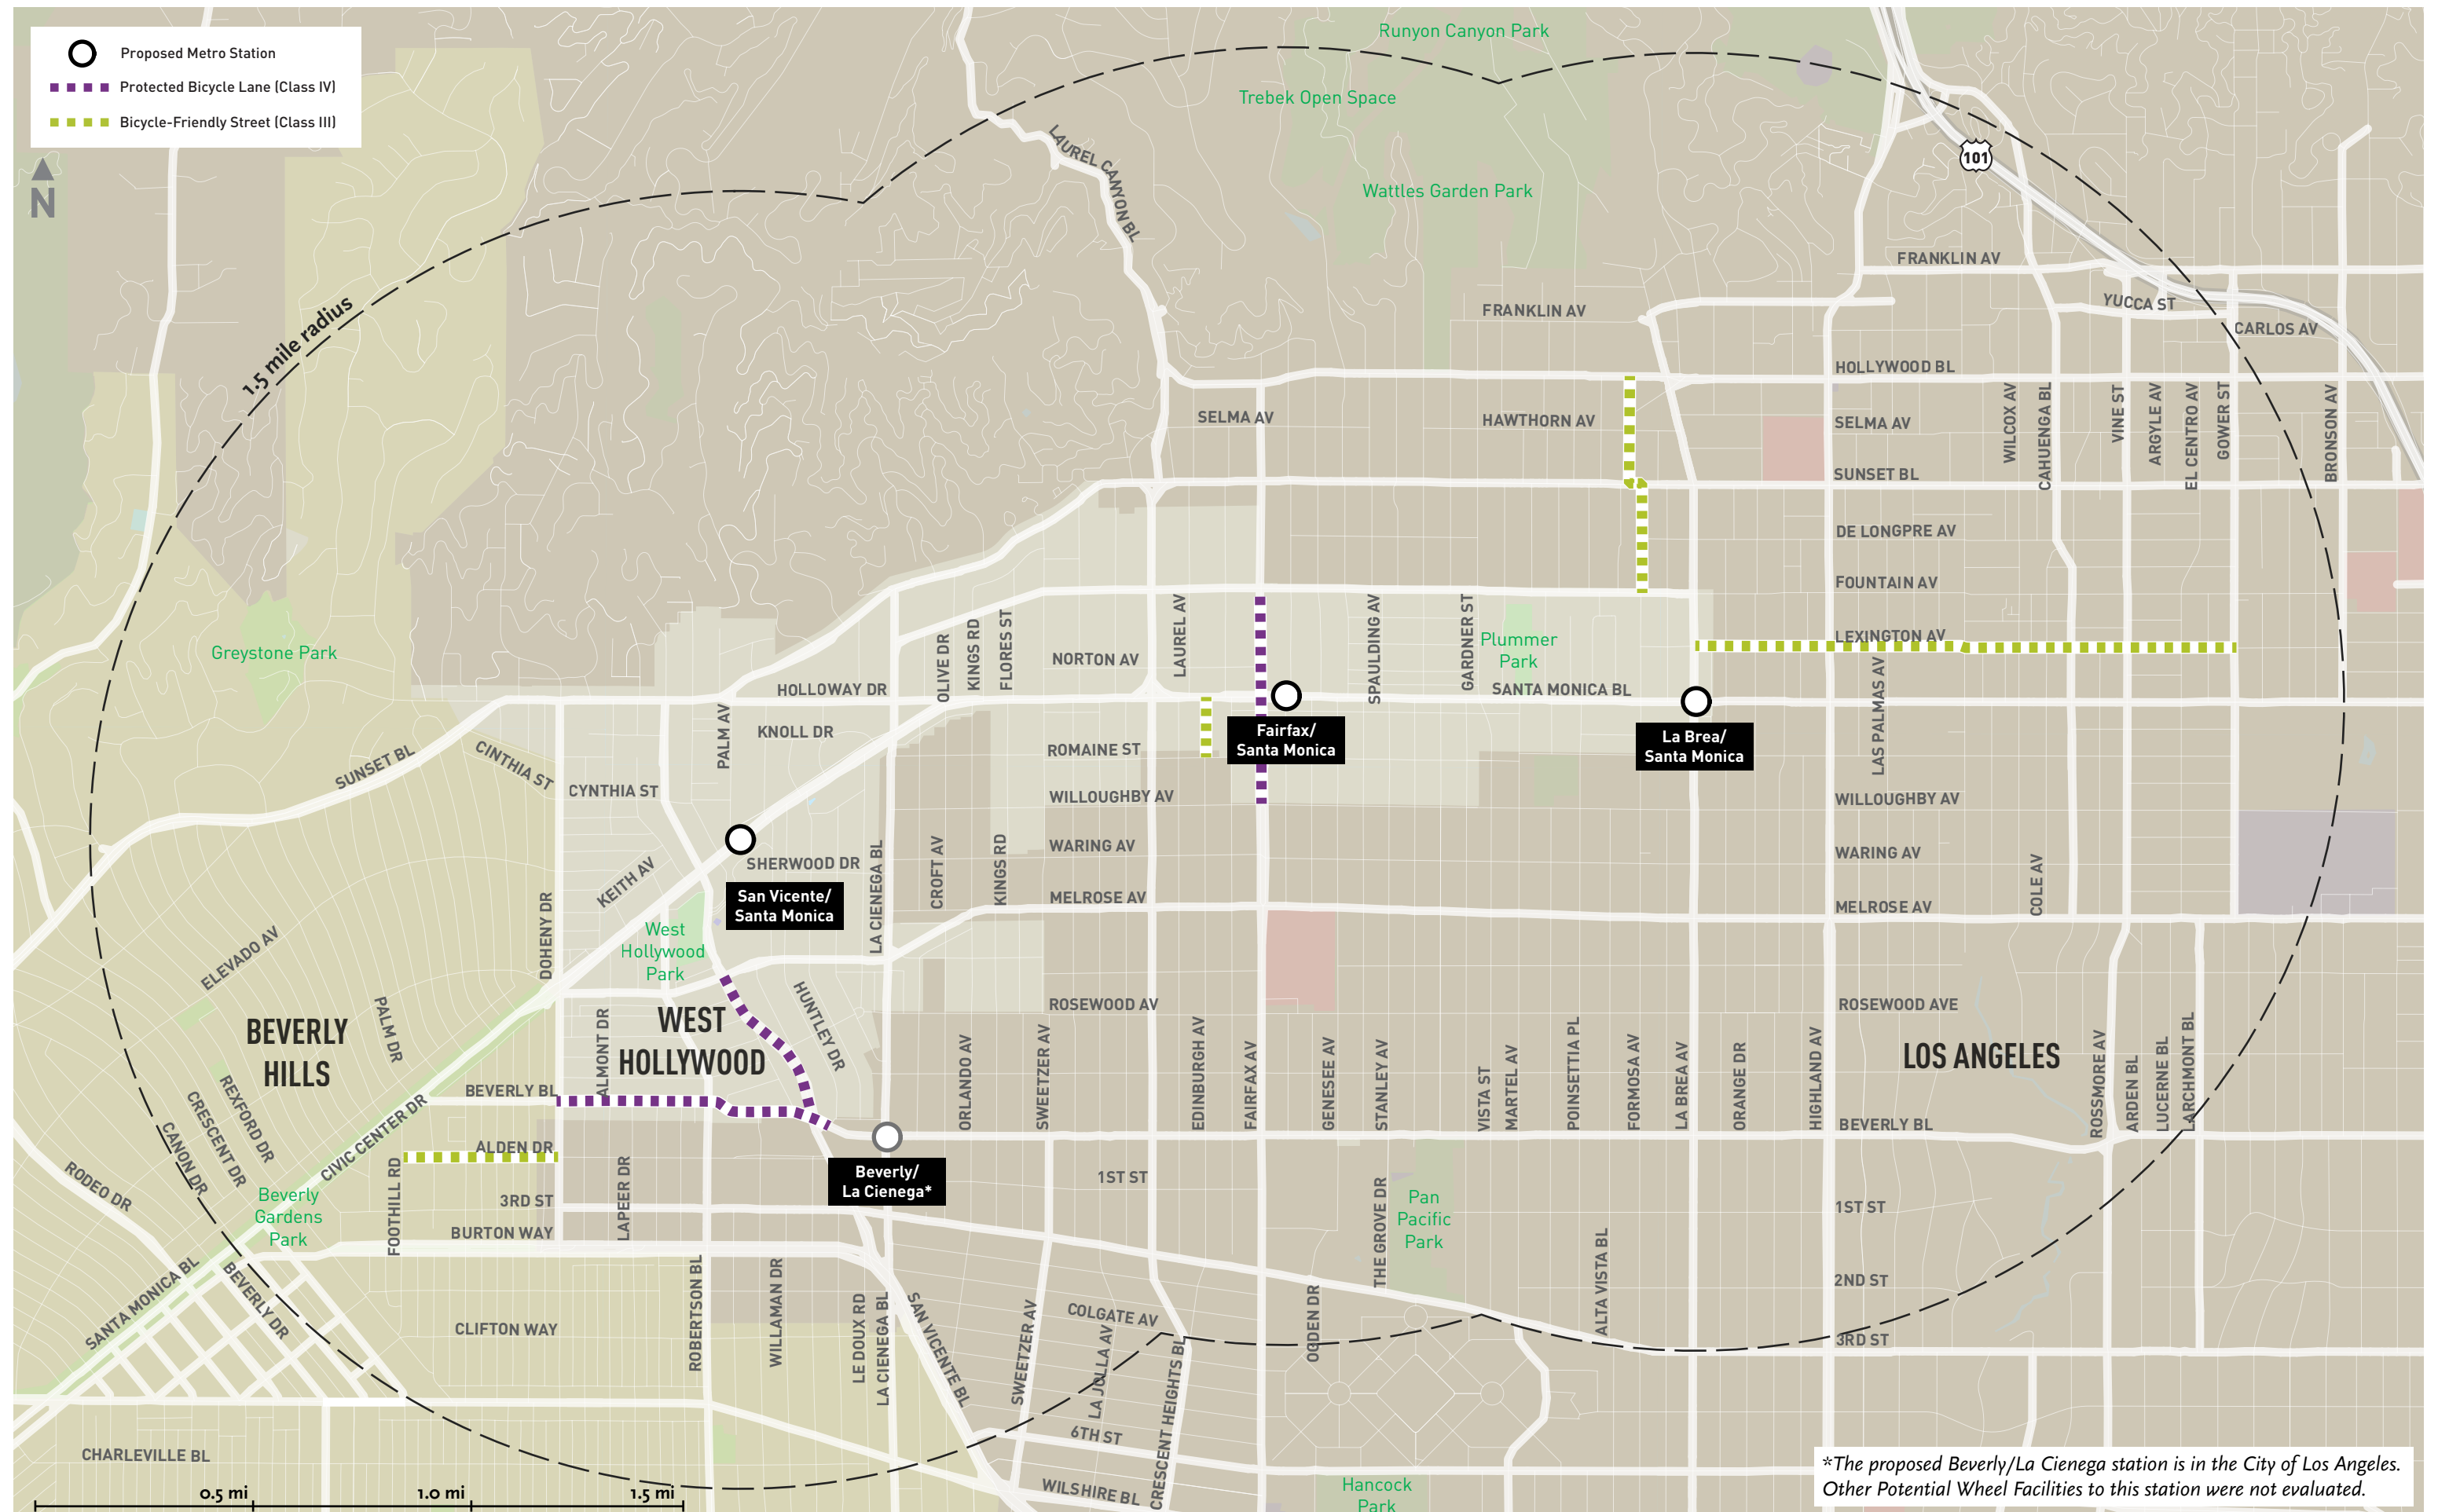 Proposed Metro Station
Protected Bicycle Lane (Class IV)
Bicycle-Friendly Street (Class III)
N
Runyon Canyon Park
Trebek Open Space
Wattles Garden Park
101
LAUREL CANYON BL
1.5 mile radius
FRANKLIN AV
FRANKLIN AV
YUCCA ST
CARLOS AV
HOLLYWOOD BL
SELMA AV
HAWTHORN AV
SELMA AV
WILCOX AV
CAHUENGA BL
VINE ST
ARGYLE AV
EL CENTRO AV
GOWER ST
BRONSON AV
SUNSET BL
DE LONGPRE AV
FOUNTAIN AV
LEXINGTON AV
Greystone Park
OLIVE DR
KINGS RD
FLORES ST
NORTON AV
LAUREL AV
SPAULDING AV
GARDNER ST
Plummer
Park
HOLLOWAY DR
SANTA MONICA BL
LAS PALMAS AV
PALM AV
KNOLL DR
ROMAINE ST
Fairfax/
Santa Monica
La Brea/
Santa Monica
SUNSET BL
CINTHIA ST
CYNTHIA ST
WILLOUGHBY AV
WILLOUGHBY AV
KEITH AV
SHERWOOD DR
LA CIENEGA BL
CROFT AV
KINGS RD
WARING AV
WARING AV
COLE AV
San Vicente/
Santa Monica
MELROSE AV
MELROSE AV
DOHENY DR
ELEVADO AV
West
Hollywood
Park
HUNTLEY DR
ROSEWOOD AV
ROSEWOOD AVE
BEVERLY
HILLS
PALM DR
WEST
HOLLYWOOD
ALMONT DR
LOS ANGELES
ORLANDO AV
SWEETZER AV
EDINBURGH AV
FAIRFAX AV
GENESEE AV
STANLEY AV
VISTA ST
MARTEL AV
POINSETTIA PL
FORMOSA AV
LA BREA AV
ORANGE DR
HIGHLAND AV
ROSSMORE AV
ARDEN BL
LUCERNE BL
LARCHMONT BL
BEVERLY BL
BEVERLY BL
REXFORD DR
CRESCENT DR
CANON DR
CIVIC CENTER DR
RODEO DR
ALDEN DR
Beverly/
La Cienega*
1ST ST
1ST ST
FOOTHILL RD
3RD ST
LAPEER DR
BURTON WAY
Beverly
Gardens
Park
THE GROVE DR
Pan
Pacific
Park
ALTA VISTA BL
2ND ST
SANTA MONICA BL
BEVERLY DR
ROBERTSON BL
WILLAMAN DR
LE DOUX RD
LA CIENEGA BL
SAN VICENTE BL
SWETZER AV
COLGATE AV
LA JOLLA AV
CRESCENT HEIGHTS BL
OGDEN DR
3RD ST
CLIFTON WAY
6TH ST
CHARLEVILLE BL
WILSHIRE BL
Hancock
Park
0.5 mi
1.0 mi
1.5 mi
*The proposed Beverly/La Cienega station is in the City of Los Angeles.
Other Potential Wheel Facilities to this station were not evaluated.